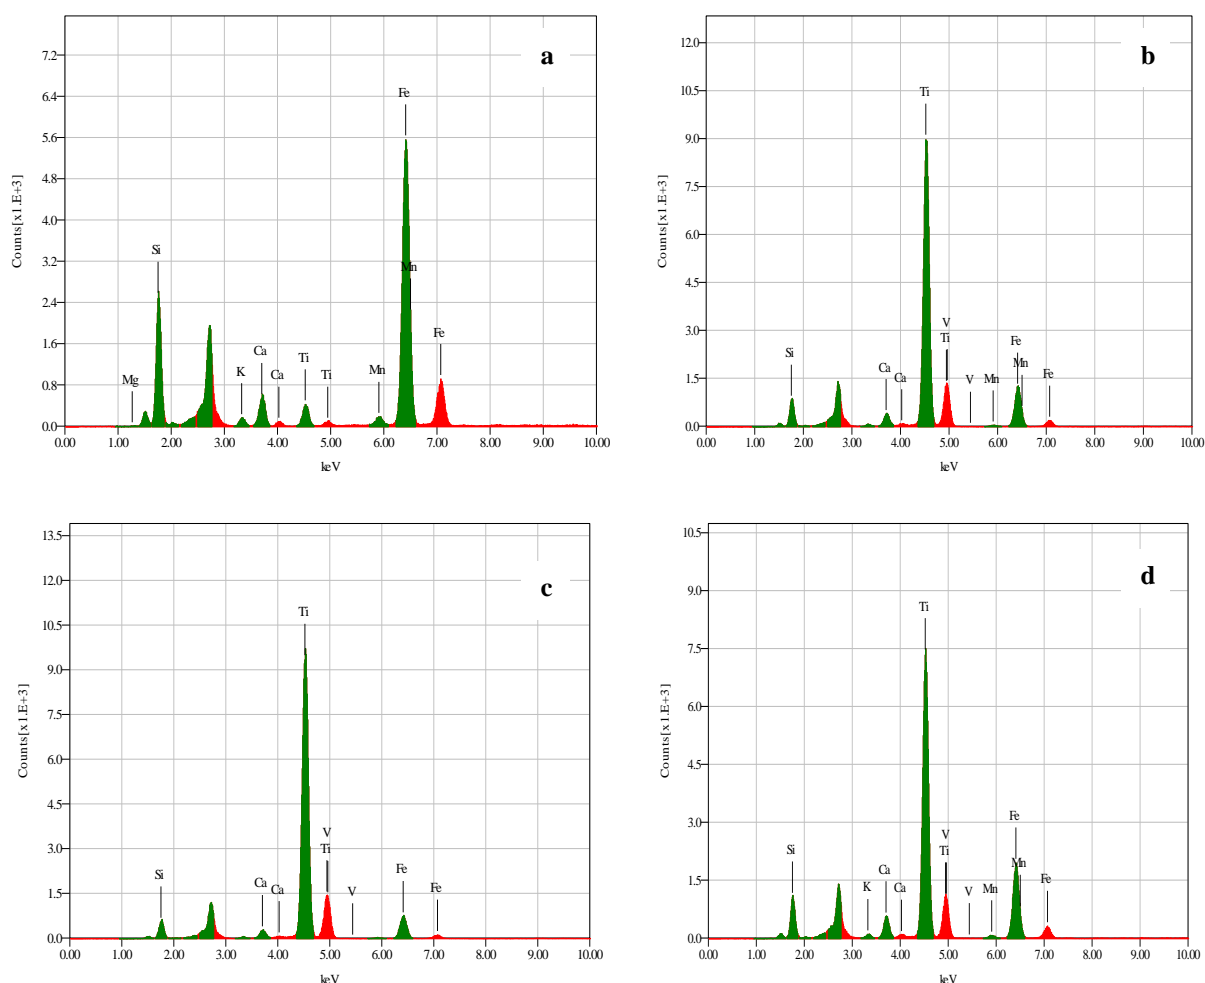 a
7.2
6.4
5.6
4.8
4.0
3.2
2.4
1.6
0.8
0.0
Counts[x1.E+3]
Mg
Si
K
Ca
Ca
Ti
Ti
Mn
Fe
Mn
Fe
0.00 1.00 2.00 3.00 4.00 5.00 6.00 7.00 8.00 9.00 10.00
keV
b
12.0
10.5
9.0
7.5
6.0
4.5
3.0
1.5
0.0
Counts[x1.E+3]
Si
Ca
Ca
Ti
V
Ti
V
Mn
Fe
Mn
Fe
0.00 1.00 2.00 3.00 4.00 5.00 6.00 7.00 8.00 9.00 10.00
keV
c
13.5
12.0
10.5
9.0
7.5
6.0
4.5
3.0
1.5
0.0
Counts[x1.E+3]
Si
Ca
Ca
Ti
V
Ti
V
Fe
Fe
0.00 1.00 2.00 3.00 4.00 5.00 6.00 7.00 8.00 9.00 10.00
keV
d
10.5
9.0
7.5
6.0
4.5
3.0
1.5
0.0
Counts[x1.E+3]
Si
K
Ca
Ca
Ti
V
Ti
V
Mn
Fe
Mn
Fe
0.00 1.00 2.00 3.00 4.00 5.00 6.00 7.00 8.00 9.00 10.00
keV